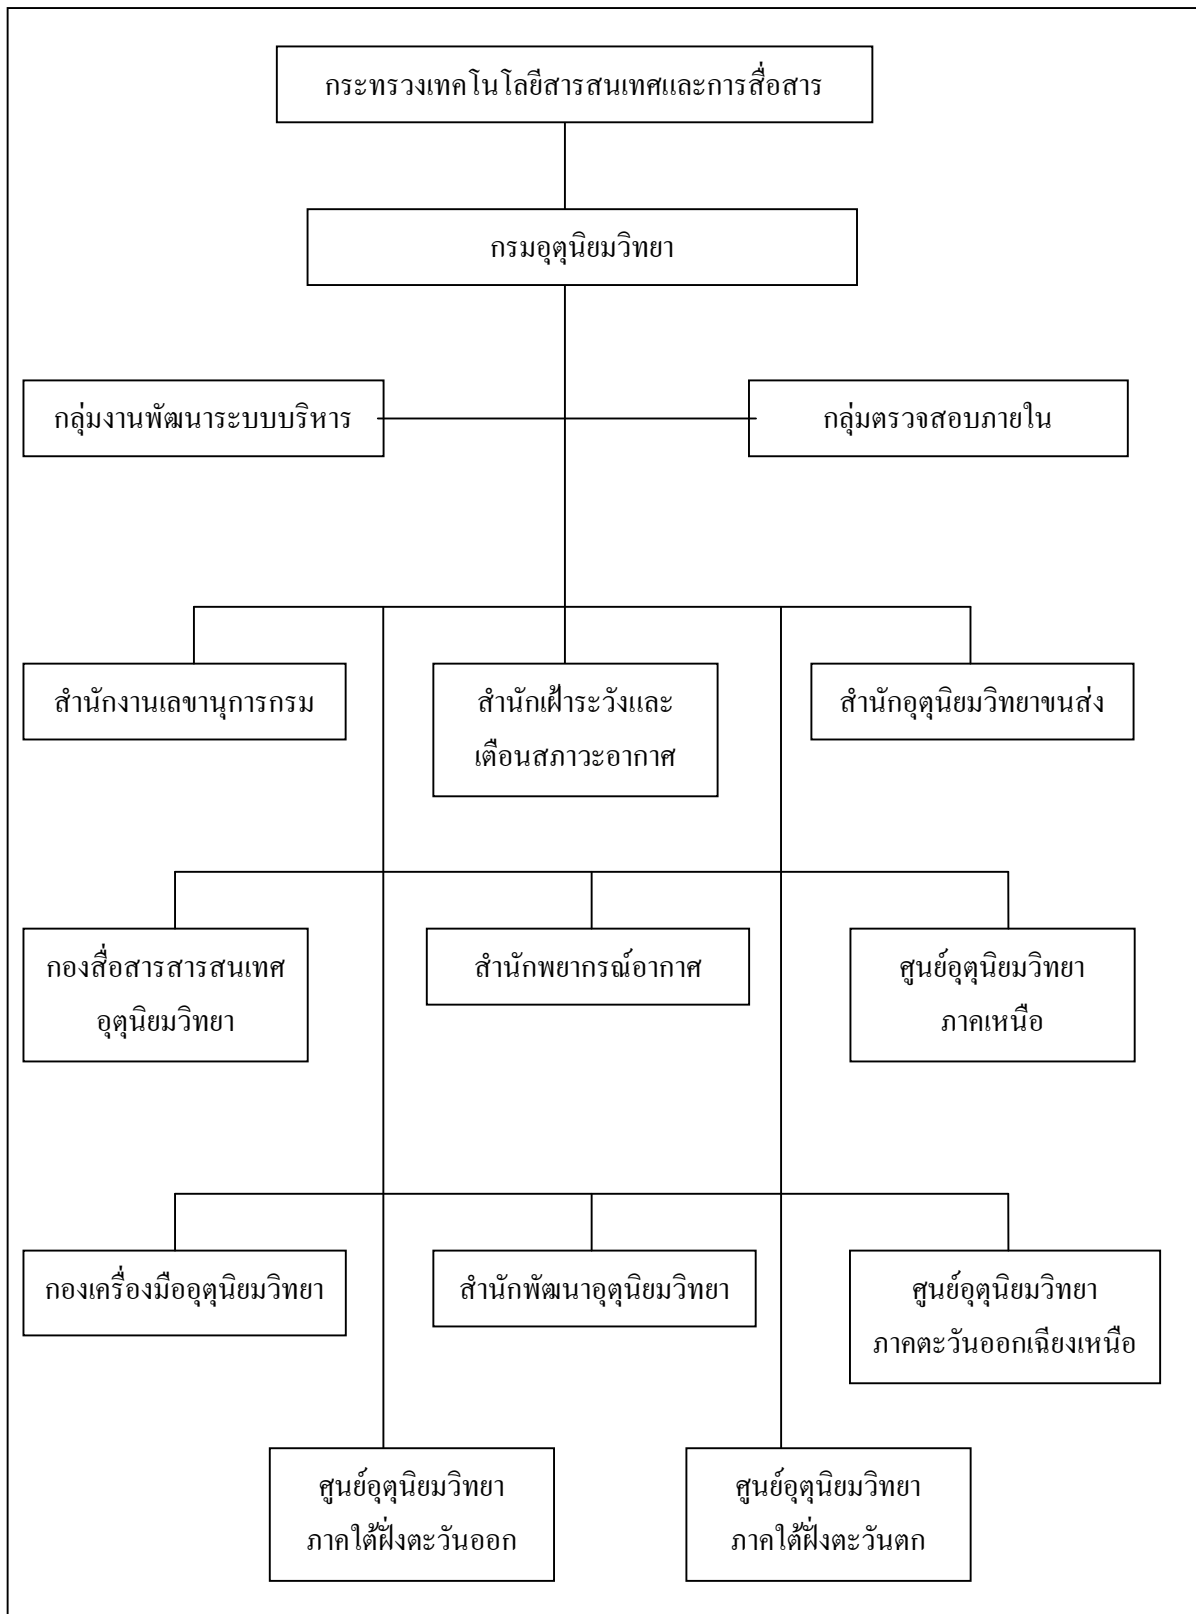 กระทรวงเทคโนโลยีสารสนเทศและการสื่อสาร
กรมอุตุนิยมวิทยา
กลุ่มงานพัฒนาระบบบริหาร
กลุ่มตรวจสอบภายใน
สำนักงานเลขานุการกรม
สำนักเฝ้าระวังและ
เตือนสภาวะอากาศ
สำนักอุตุนิยมวิทยาขนส่ง
กองสื่อสารสารสนเทศ
อุตุนิยมวิทยา
สำนักพยากรณ์อากาศ
ศูนย์อุตุนิยมวิทยา
ภาคเหนือ
กองเครื่องมืออุตุนิยมวิทยา
สำนักพัฒนาอุตุนิยมวิทยา
ศูนย์อุตุนิยมวิทยา
ภาคตะวันออกเฉียงเหนือ
ศูนย์อุตุนิยมวิทยา
ภาคใต้ฝั่งตะวันออก
ศูนย์อุตุนิยมวิทยา
ภาคใต้ฝั่งตะวันตก